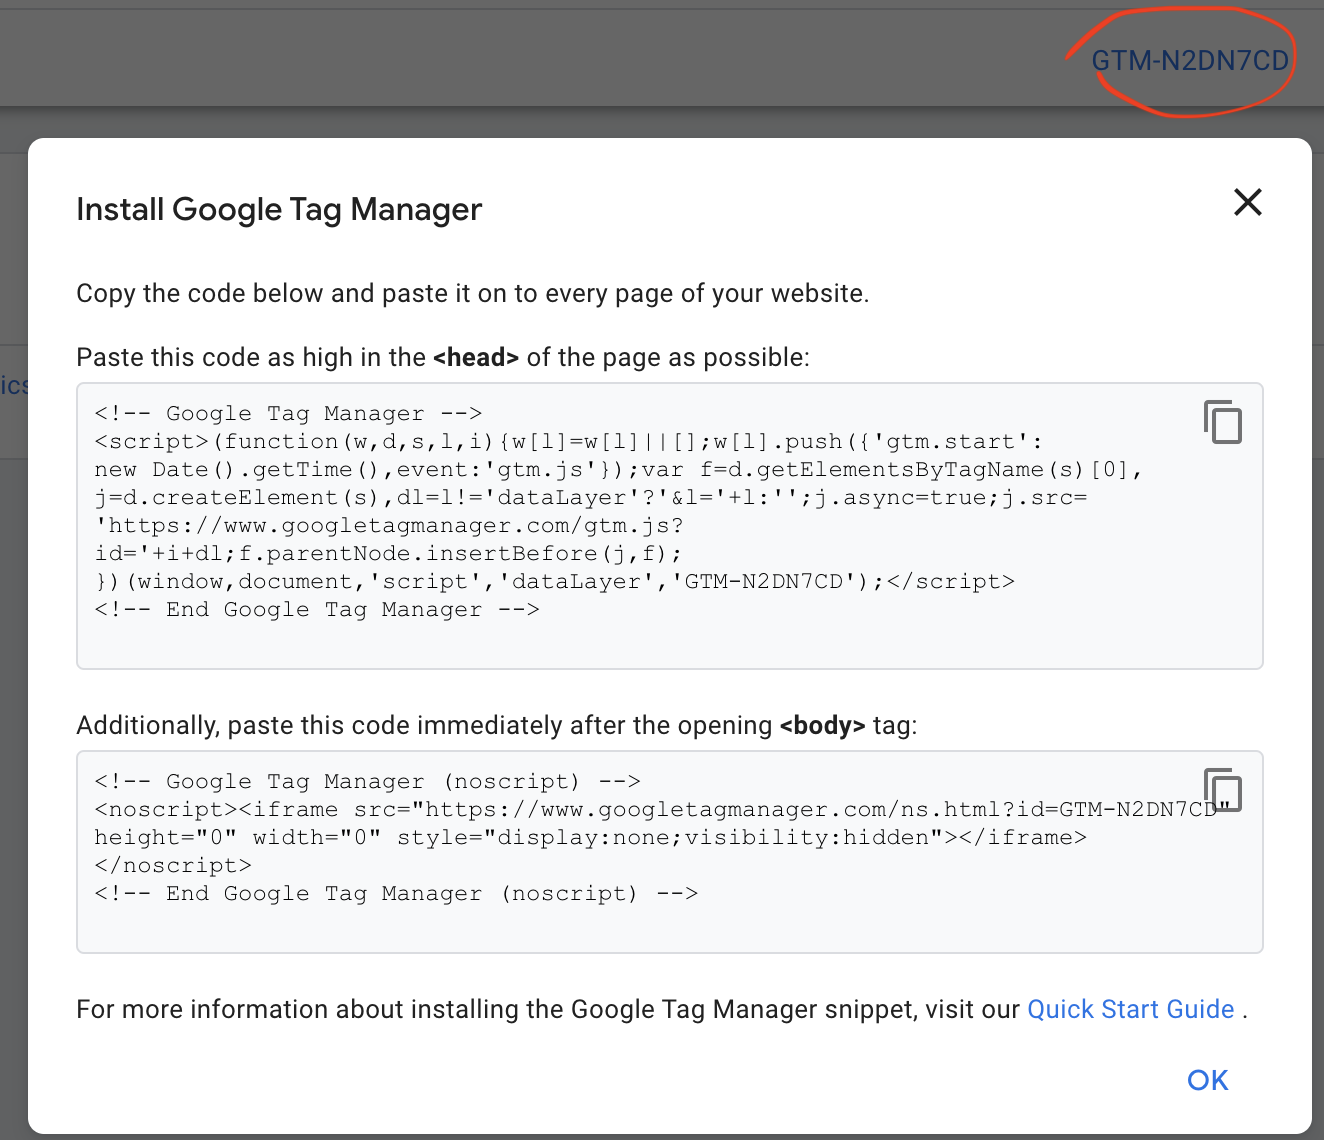 GTM-N2DN7CD
Install Google Tag Manager
Copy the code below and paste it on to every page of your website.
Paste this code as high in the <head> of the page as possible:
ics
<!-- Google Tag Manager -->
<script>(function(w,d,s,l,i){w[l]=w[l]||[];w[l].push({'gtm.start':
new Date().getTime(),event:'gtm.js'});var f=d.getElementsByTagName(s)[0],
j=d.createElement(s),dl=l!='dataLayer'?'&l='+l:'';j.async=true;j.src=
'https://www.googletagmanager.com/gtm.js?
id='+i+dl;f.parentNode.insertBefore(j,f);
})(window,document,'script','dataLayer','GTM-N2DN7CD');</script>
<!-- End Google Tag Manager -->
Additionally, paste this code immediately after the opening <body> tag:
<!-- Google Tag Manager (noscript) -->
<noscript><iframe src="https://www.googletagmanager.com/ns.html?id=GTM-N2DN7CD"
height="0" width="0" style="display:none;visibility:hidden"></iframe>
</noscript>
<!-- End Google Tag Manager (noscript) -->
For more information about installing the Google Tag Manager snippet, visit our Quick Start Guide .
OK